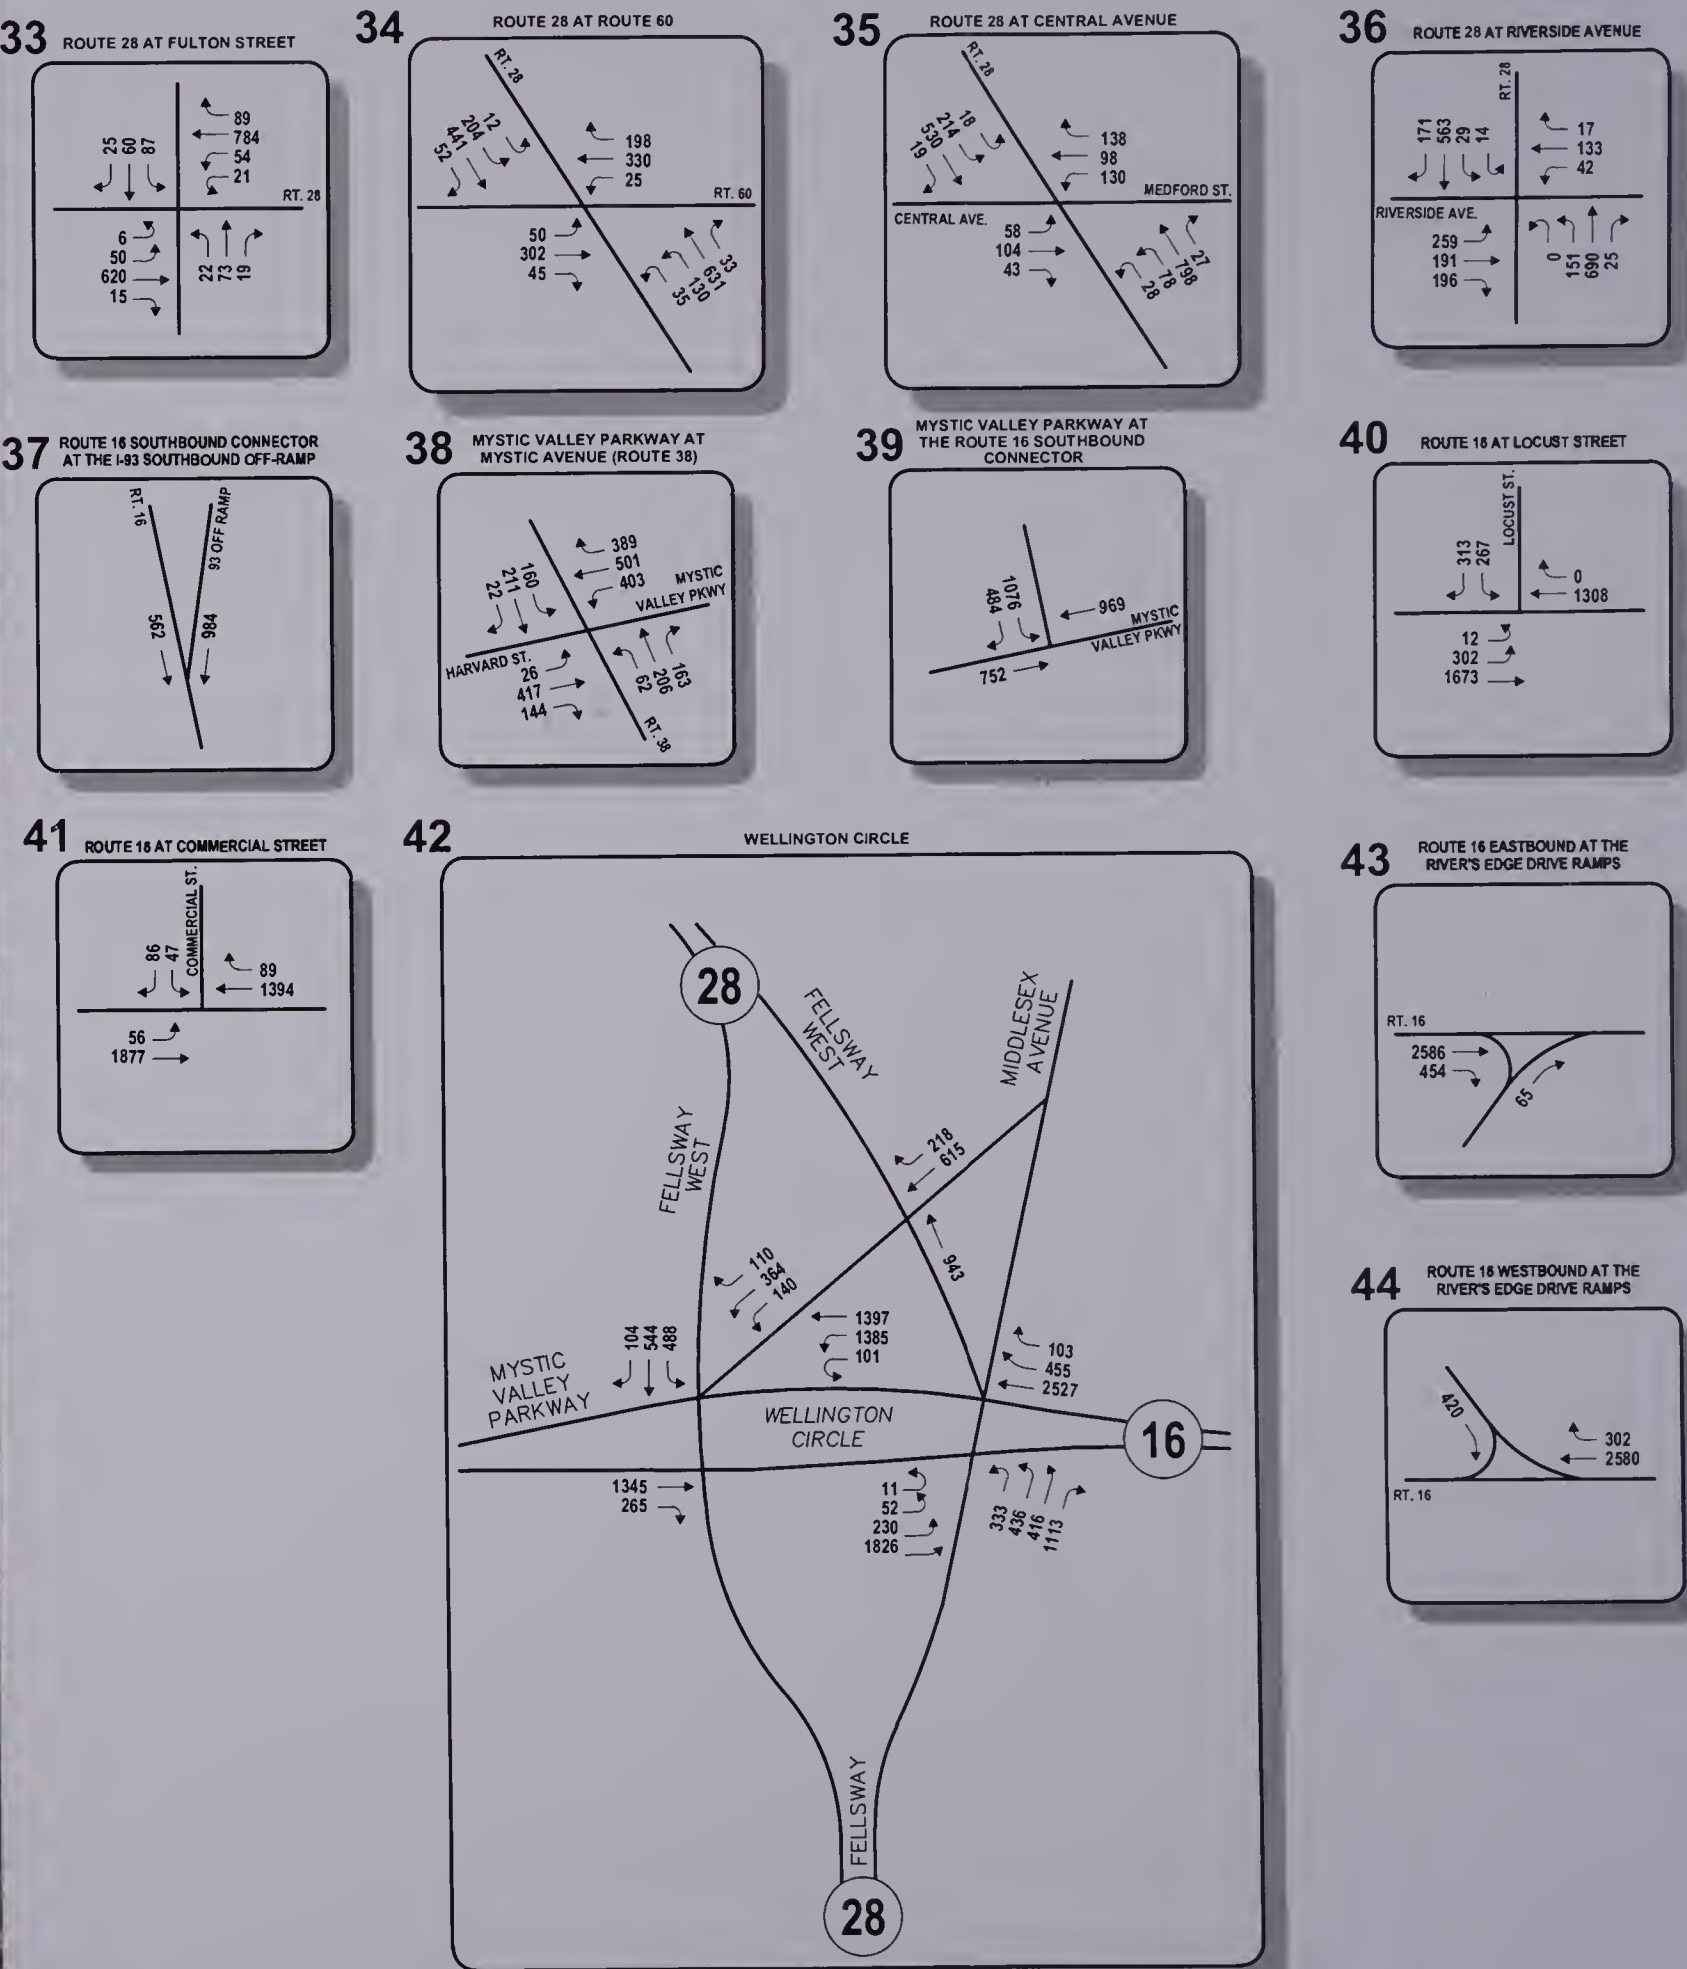 33 ROUTE 28 AT FULTON STREET
25
60
87
89
784
54
21
RT. 28
6
50
620
15
22
73
19
34 ROUTE 28 AT ROUTE 60
RT. 28
52
441
204
12
198
330
25
RT. 60
50
302
45
35
130
631
33
35 ROUTE 28 AT CENTRAL AVENUE
RT. 28
19
530
214
18
138
98
130
MEDFORD ST.
CENTRAL AVE.
58
104
43
28
78
798
27
36 ROUTE 28 AT RIVERSIDE AVENUE
RT. 28
171
563
29
14
17
133
42
RIVERSIDE AVE.
259
191
196
0
151
690
25
37 ROUTE 16 SOUTHBOUND CONNECTOR
AT THE I-93 SOUTHBOUND OFF-RAMP
RT. 16
93 OFF RAMP
562
984
38 MYSTIC VALLEY PARKWAY AT
MYSTIC AVENUE (ROUTE 38)
22
211
160
389
501
403
MYSTIC
VALLEY PKWY
HARVARD ST.
26
417
144
62
206
163
RT. 38
39 MYSTIC VALLEY PARKWAY AT
THE ROUTE 16 SOUTHBOUND
CONNECTOR
484
1076
969
MYSTIC
VALLEY PKWY
752
40 ROUTE 16 AT LOCUST STREET
LOCUST ST.
313
267
0
1308
12
302
1673
41 ROUTE 16 AT COMMERCIAL STREET
COMMERCIAL ST.
86
47
89
1394
56
1877
42 WELLINGTON CIRCLE
28
FELLSWAY
WEST
MIDDLESEX
AVENUE
FELLSWAY
WEST
218
615
943
110
364
140
104
544
488
1397
1385
101
103
455
2527
MYSTIC
VALLEY
PARKWAY
WELLINGTON
CIRCLE
16
1345
265
11
52
230
1826
333
436
416
1113
FELLSWAY
28
43 ROUTE 16 EASTBOUND AT THE
RIVER'S EDGE DRIVE RAMPS
RT. 16
2586
454
65
44 ROUTE 16 WESTBOUND AT THE
RIVER'S EDGE DRIVE RAMPS
420
302
2580
RT. 16